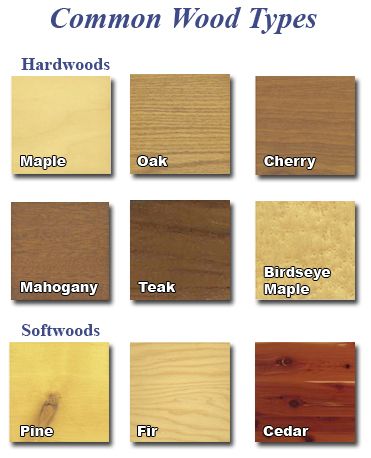 Common Wood Types
Hardwoods
Maple
Oak
Cherry
Mahogany
Teak
Birdseye
Maple
Softwoods
Pine
Fir
Cedar